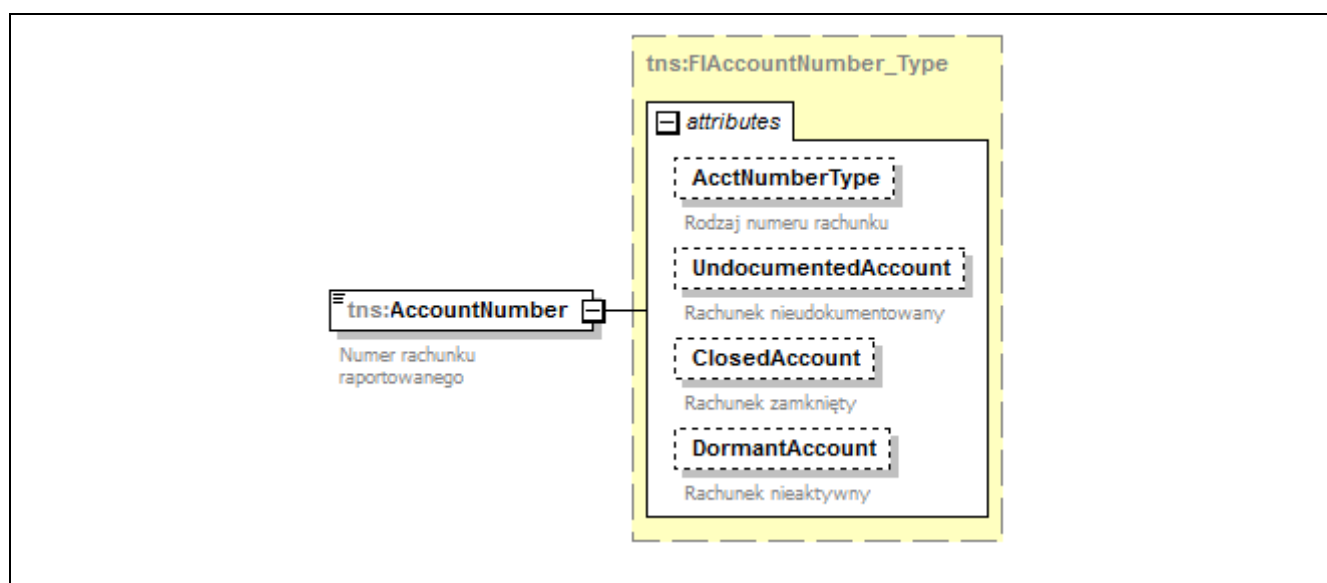 tns:FIAccountNumber_Type
attributes
AcctNumberType
Rodzaj numeru rachunku
UndocumentedAccount
Rachunek nieudokumentowany
tns:AccountNumber
Numer rachunku
raportowanego
ClosedAccount
Rachunek zamknięty
DormantAccount
Rachunek nieaktywny